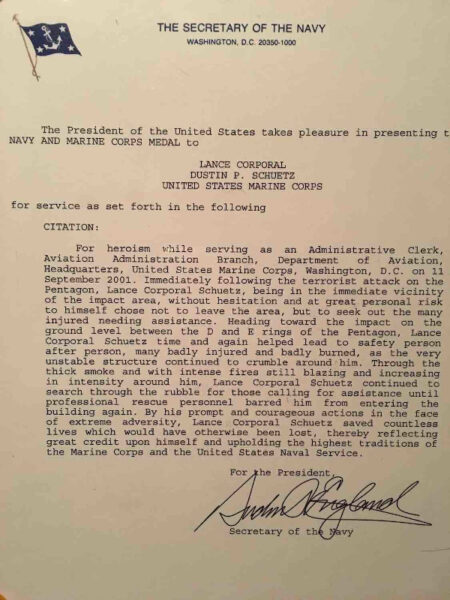 THE SECRETARY OF THE NAVY
WASHINGTON, D.C. 20350-1000
The President of the United States takes pleasure in presenting t
NAVY AND MARINE CORPS MEDAL to
LANCE CORPORAL
DUSTIN P. SCHUETZ
UNITED STATES MARINE CORPS
for service as set forth in the following
CITATION:
For heroism while serving as an Administrative Clerk,
Aviation Administration Branch, Department of Aviation,
Headquarters, United States Marine Corps, Washington, D.C. on 11
September 2001. Immediately following the terrorist attack on the
Pentagon, Lance Corporal Schuetz, being in the immediate vicinity
of the impact area, without hesitation and at great personal risk
to himself chose not to leave the area, but to seek out the many
injured needing assistance. Heading toward the impact on the
ground level between the D and E rings of the Pentagon, Lance
Corporal Schuetz time and again helped lead to safety person
after person, many badly injured and badly burned, as the very
unstable structure continued to crumble around him. Through the
thick smoke and with intense fires still blazing and increasing
in intensity around him, Lance Corporal Schuetz continued to
search through the rubble for those calling for assistance until
professional rescue personnel barred him from entering the
building again. By his prompt and courageous actions in the face
of extreme adversity, Lance Corporal Schuetz saved countless
lives which would have otherwise been lost, thereby reflecting
great credit upon himself and upholding the highest traditions of
the Marine Corps and the United States Naval Service.
For the President,
England
Secretary of the Navy